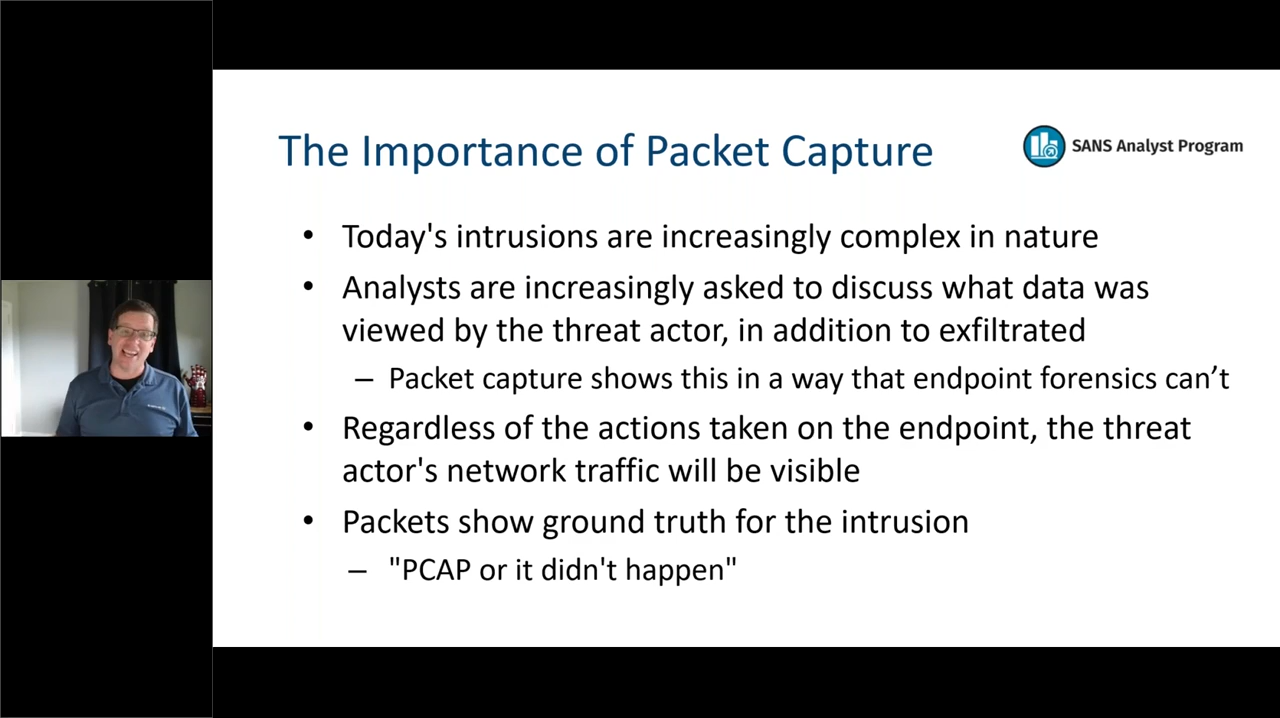 The Importance of Packet Capture
SANS Analyst Program
• Today's intrusions are increasingly complex in nature
• Analysts are increasingly asked to discuss what data was
viewed by the threat actor, in addition to exfiltrated
– Packet capture shows this in a way that endpoint forensics can’t
• Regardless of the actions taken on the endpoint, the threat
actor's network traffic will be visible
• Packets show ground truth for the intrusion
– "PCAP or it didn't happen"